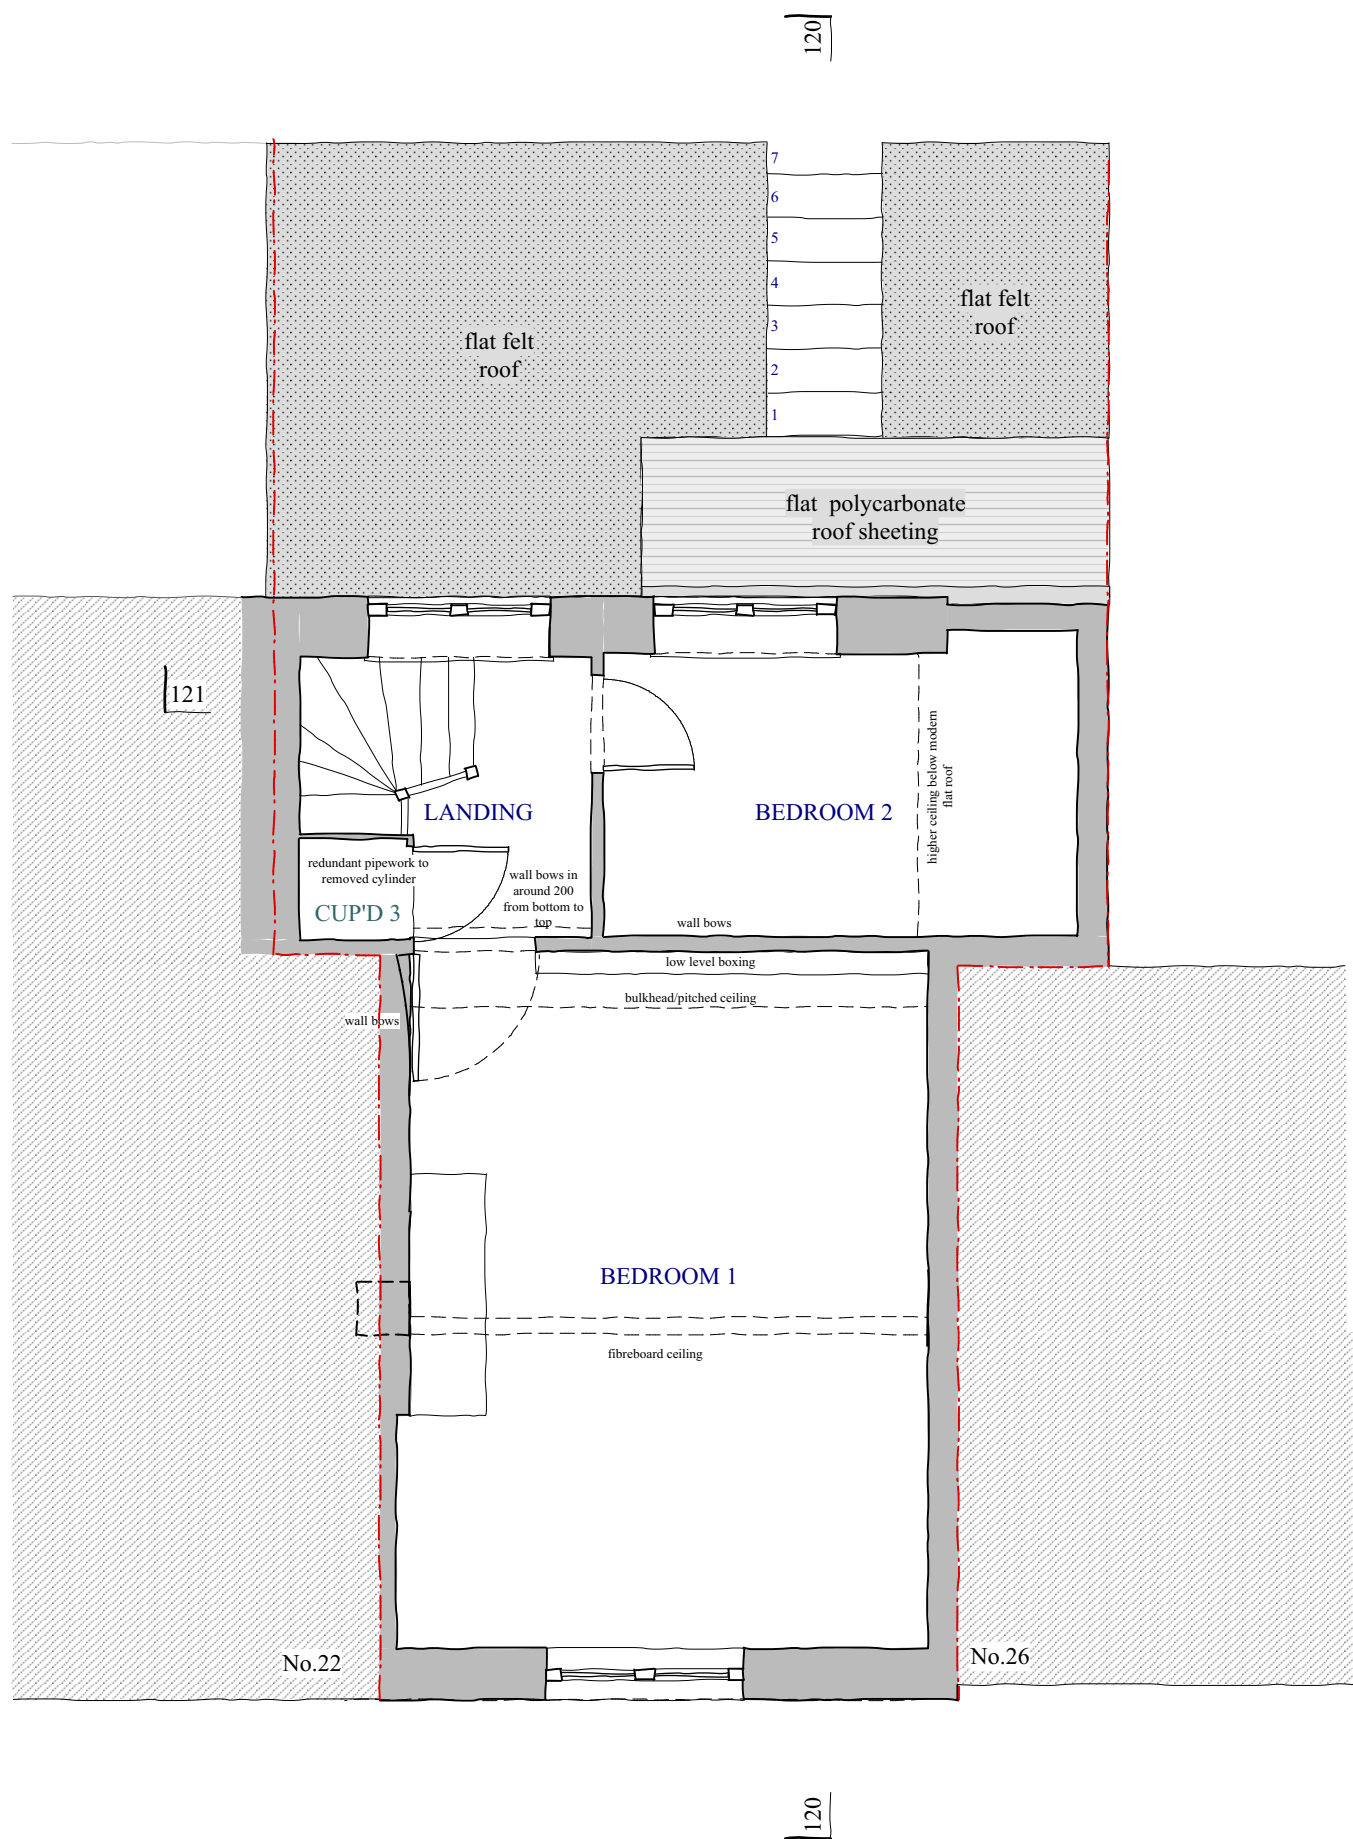 120
7
6
5
4
3
2
1
flat felt
roof
flat felt
roof
flat  polycarbonate
roof sheeting
121
higher ceiling below modern
flat roof
LANDING
BEDROOM 2
redundant pipework to
removed cylinder
CUP'D 3
wall bows in
around 200
from bottom to
top
wall bows
low level boxing
bulkhead/pitched ceiling
wall bows
BEDROOM 1
fibreboard ceiling
No.22
No.26
120